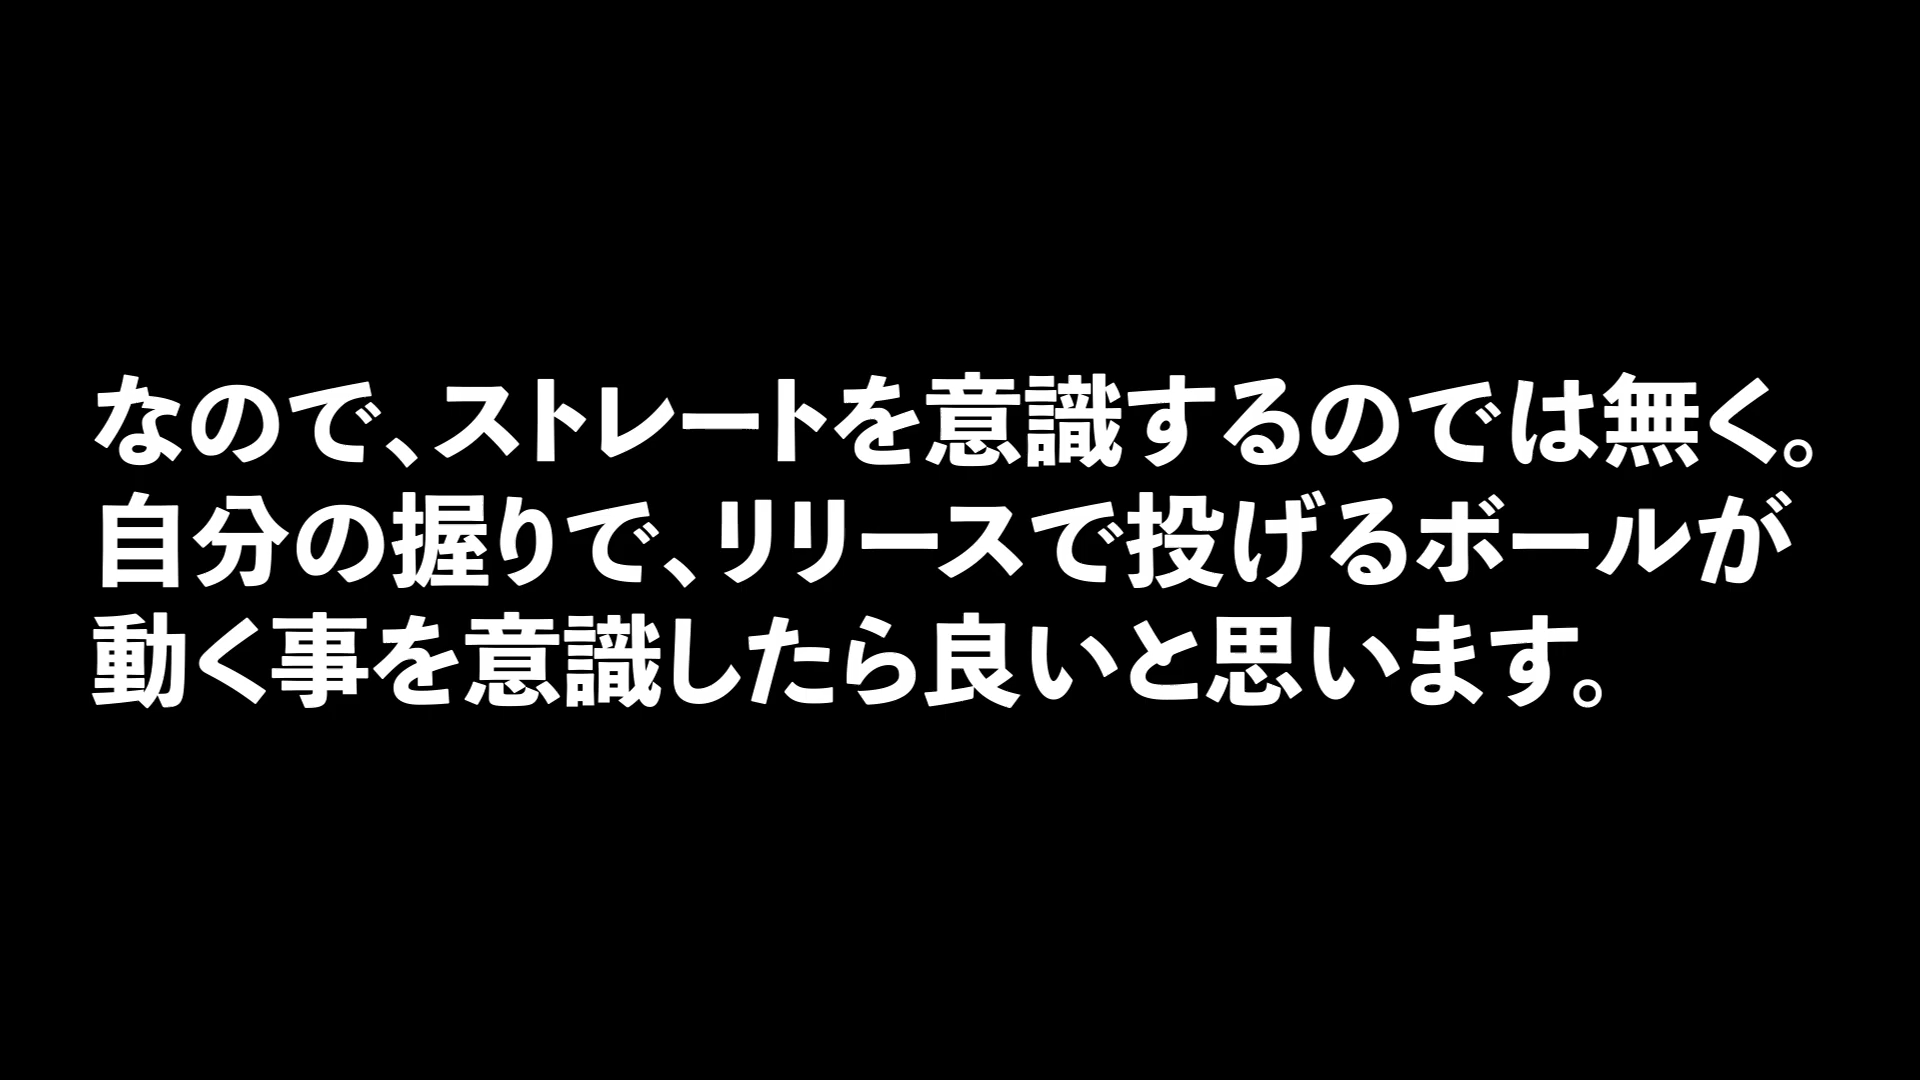 なので、ストレートを意識するのでは無く。
自分の握りで、リリースで投げるボールが
動く事を意識したら良いと思います。